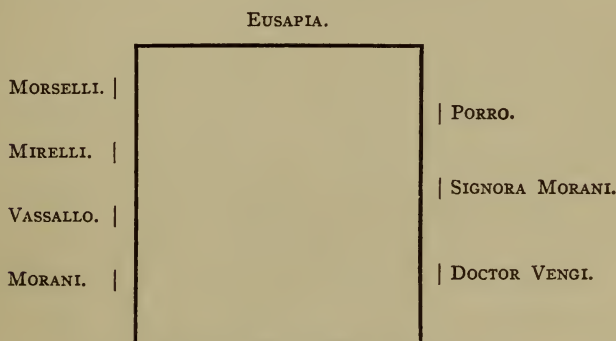 EUSAPIA.
MORSELLI.
PORRO.
MIRELLI.
SIGNORA MORANI.
VASSALLO.
MORANI.
DOCTOR VENGI.